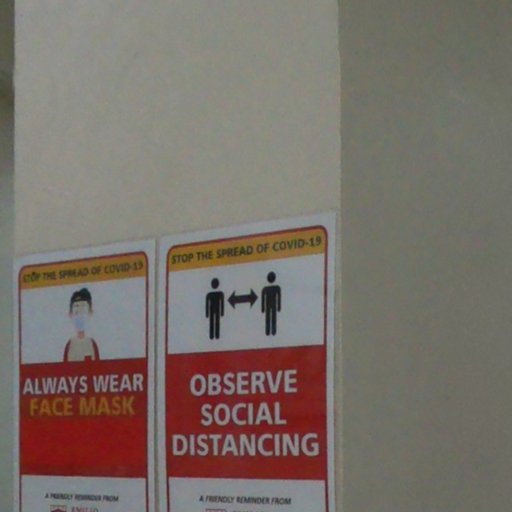 STOP THE SPREAD OF COVID-19
ALWAYS WEAR
FACE MASK
A FRIENDLY REMINDER FROM
EMILIO
STOP THE SPREAD OF COVID-19
OBSERVE
SOCIAL
DISTANCING
A FRIENDLY REMINDER FROM